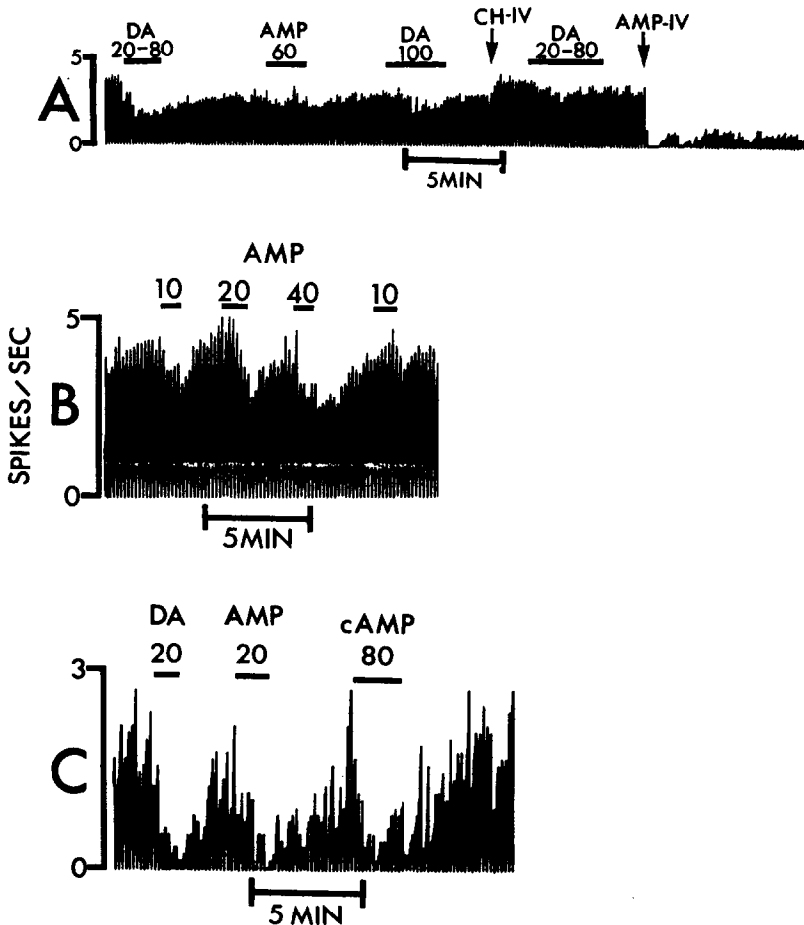 CH-IV AMP-IV
DA AMP DA DA
20-80 60 100 20-80
5
A
0
5MIN
AMP
10 20 40 10
5
SPIKES/SEC
B
0
5MIN
DA AMP cAMP
20 20 80
3
C
0
5 MIN